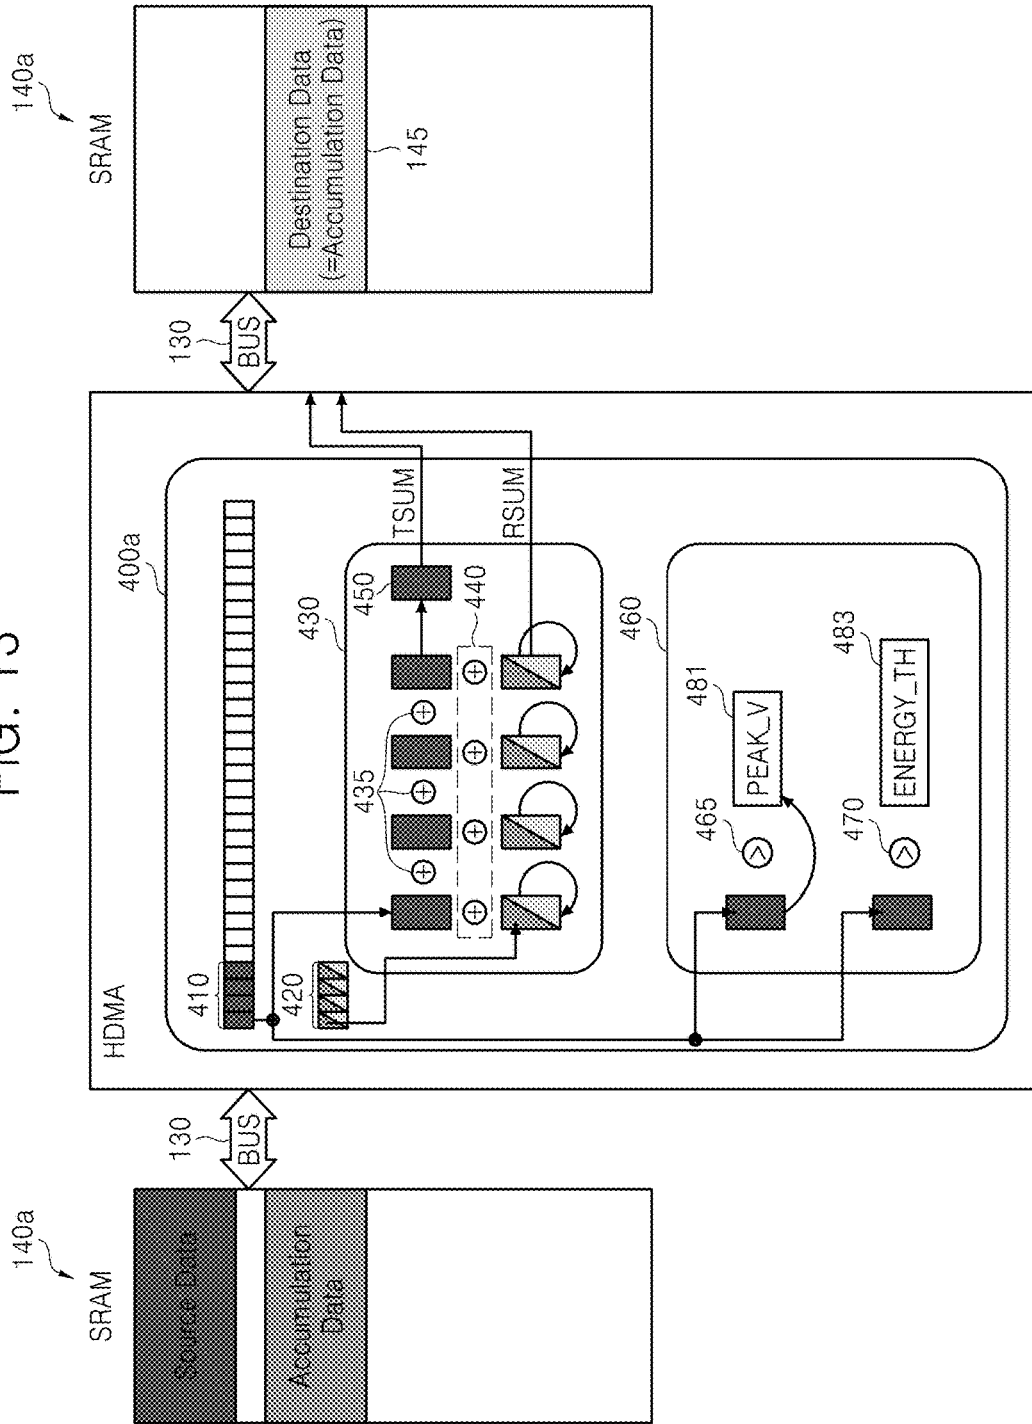 FIG.
SRAM
140a
Source Data
Accumulation
Data
130
BUS
HDMA
400a
410
420
430
435
440
450
TSUM
RSUM
460
465
PEAK_V
481
470
ENERGY_TH
483
130
BUS
SRAM
140a
Destination Data
(=Accumulation Data)
145